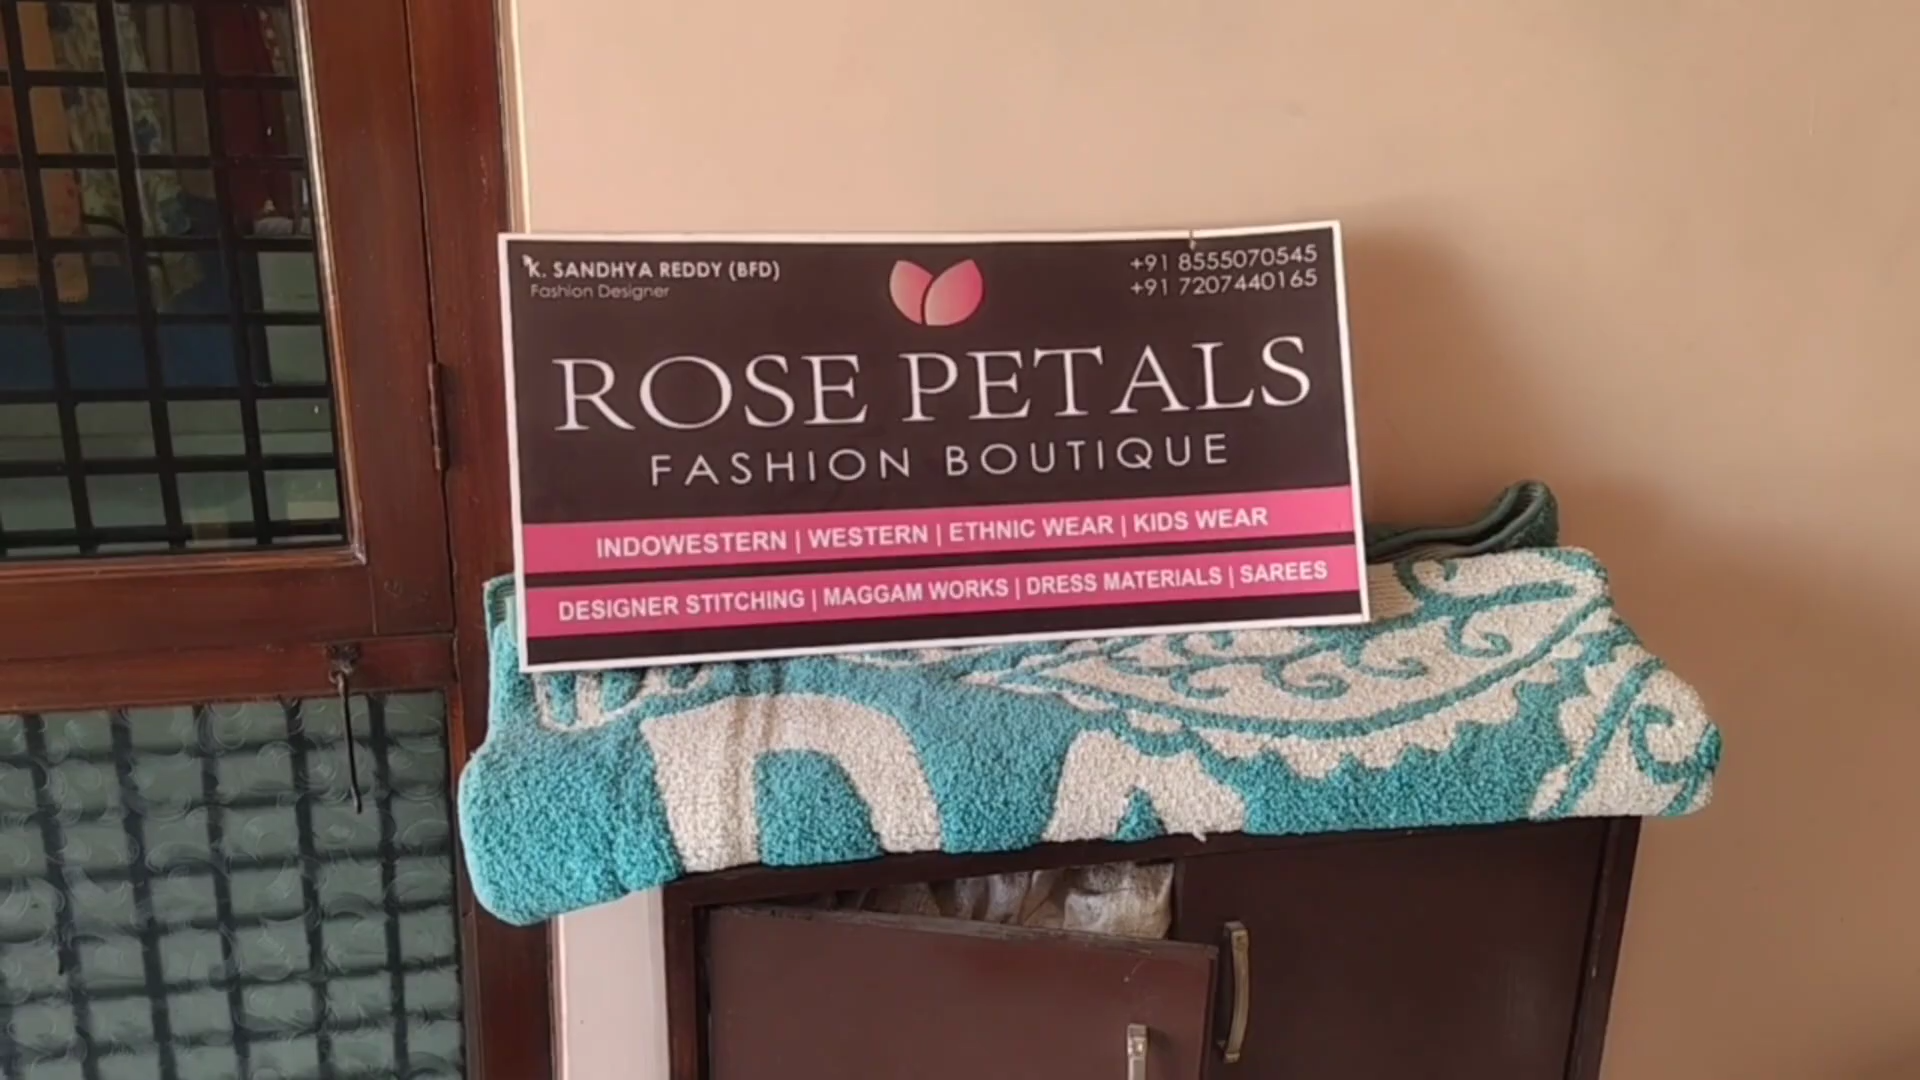 K. SANDHYA REDDY (BFD)
Fashion Designer
+91 8555070545
+91 7207440165
ROSE PETALS
FASHION BOUTIQUE
INDOWESTERN | WESTERN | ETHNIC WEAR | KIDS WEAR
DESIGNER STITCHING | MAGGAM WORKS | DRESS MATERIALS | SAREES